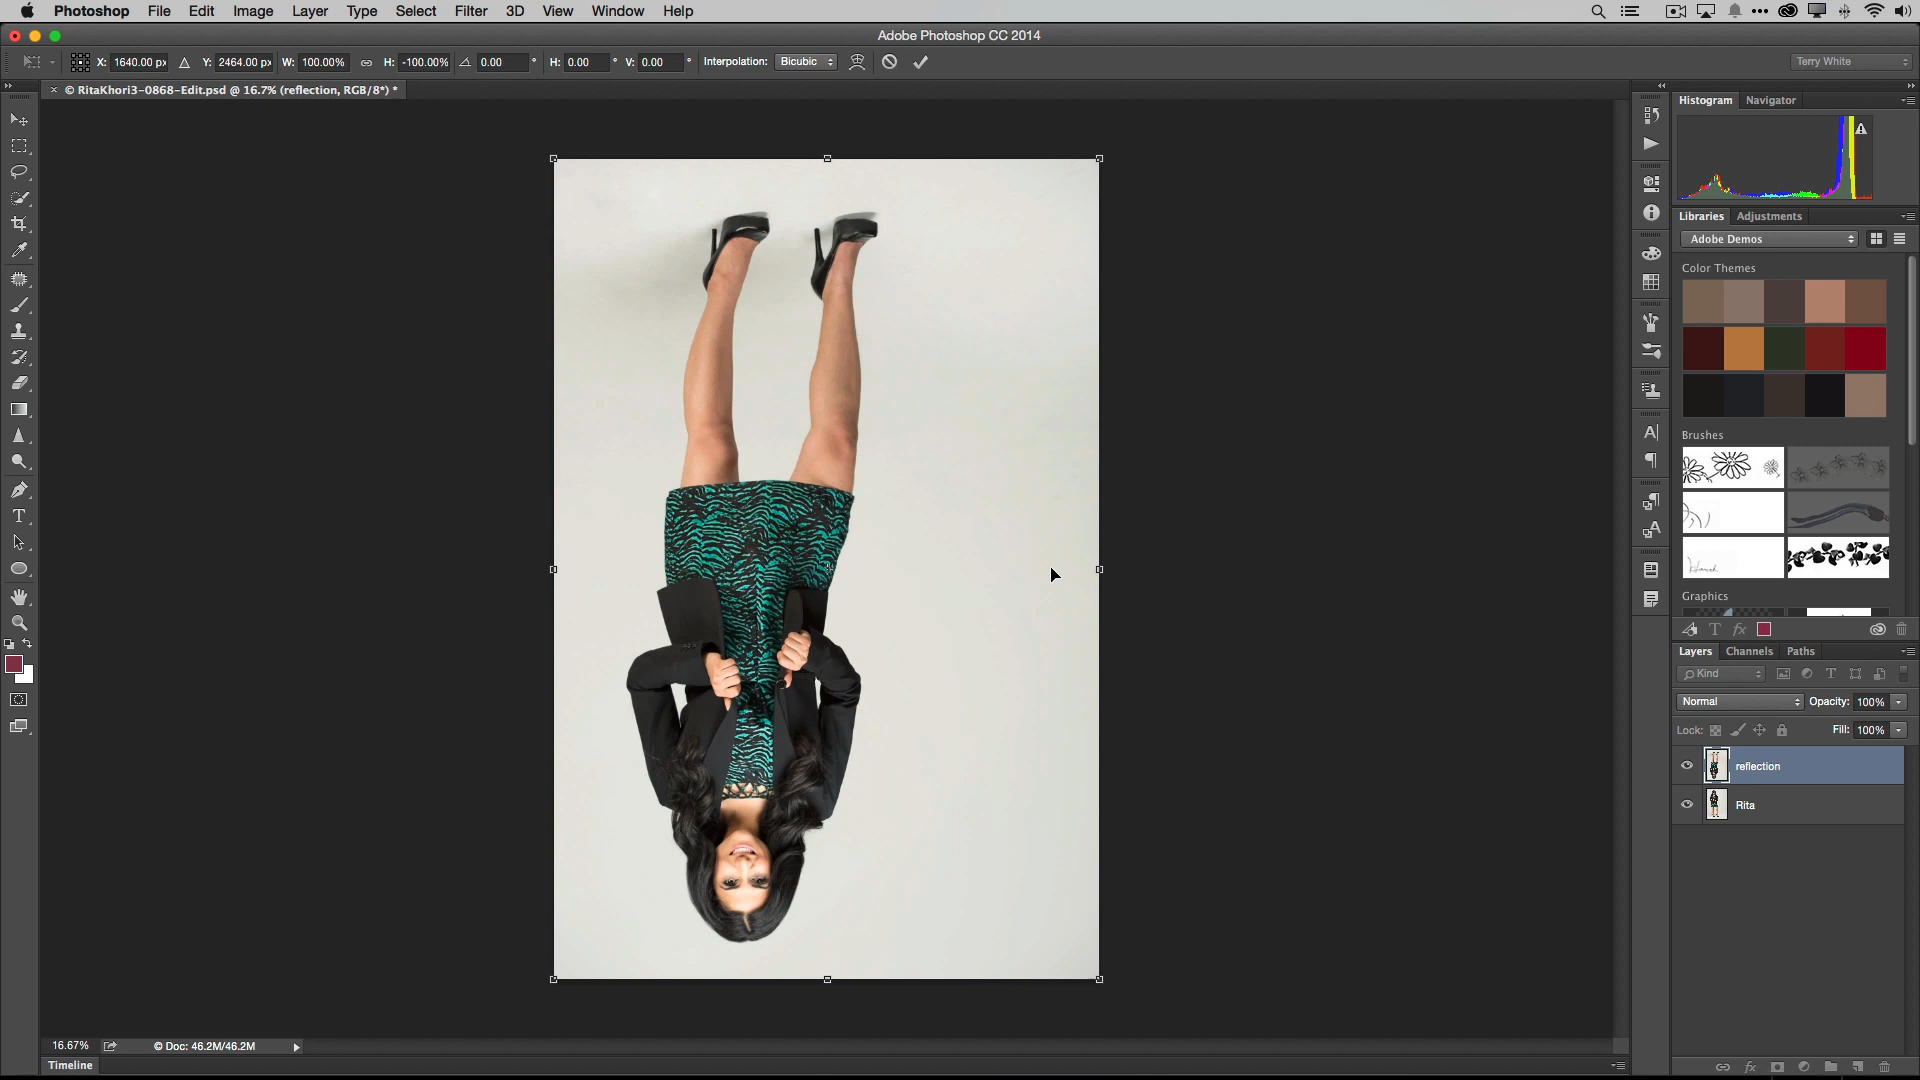 Photoshop File Edit Image Layer Type Select Filter 3D View Window Help
Adobe Photoshop CC 2014
X: 1640.00 px Y: 2464.00 px W: 100.00% H: -100.00% 0.00 ° H: 0.00 ° V: 0.00 ° Interpolation: Bicubic Terry White
× © RitaKhori3-0868-Edit.psd @ 16.7% (reflection, RGB/8*) *
Histogram Navigator
Libraries Adjustments
Adobe Demos
Color Themes
Brushes
Graphics
Layers Channels Paths
Kind
Normal Opacity: 100%
Lock: Fill: 100%
reflection
Rita
16.67% © Doc: 46.2M/46.2M
Timeline